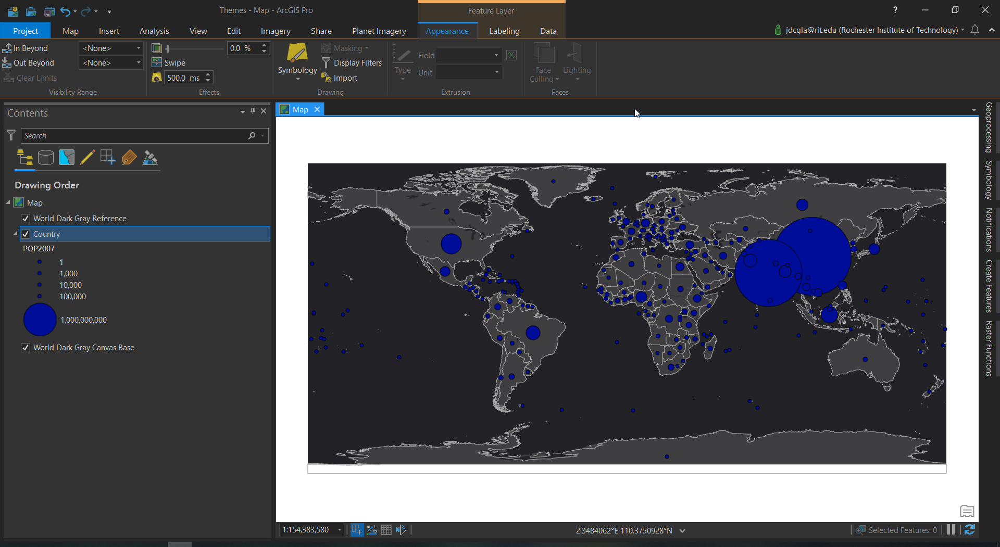 Themes - Map - ArcGIS Pro
Feature Layer
?
Project Map Insert Analysis View Edit Imagery Share Planet Imagery Appearance Labeling Data
jdcgla@rit.edu (Rochester Institute of Technology)
In Beyond <None>
Out Beyond <None>
Clear Limits
Visibility Range
0.0 %
Swipe
500.0 ms
Effects
Symbology
Masking
Display Filters
Import
Drawing
Type
Field
Unit
Extrusion
Face
Culling
Lighting
Faces
Contents
Search
Drawing Order
Map
World Dark Gray Reference
Country
POP2007
1
1,000
10,000
100,000
1,000,000,000
World Dark Gray Canvas Base
Map
Geoprocessing
Symbology
Notifications
Create Features
Raster Functions
1:154,383,580
N
2.3484062°E 110.3750928°N
Selected Features: 0